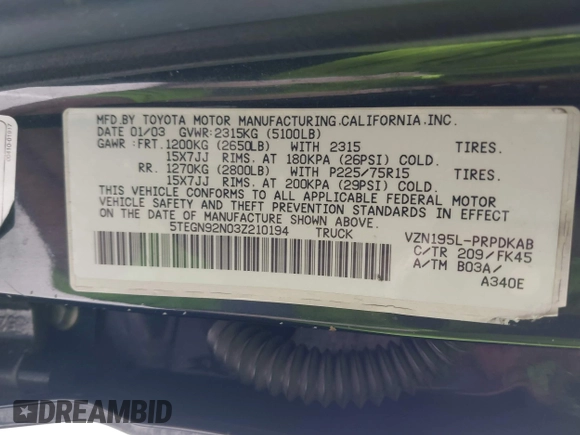 MFD.BY TOYOTA MOTOR MANUFACTURING.CALIFORNIA.INC.
DATE 01/03 GVWR:2315KG (5100LB)
GAWR: FRT.1200KG (2650LB) WITH 2315 TIRES.
15X7JJ RIMS. AT 180KPA (26PSI) COLD.
RR. 1270KG (2800LB) WITH P225/75R15 TIRES.
15X7JJ RIMS. AT 200KPA (29PSI) COLD.
THIS VEHICLE CONFORMS TO ALL APPLICABLE FEDERAL MOTOR
VEHICLE SAFETY AND THEFT PREVENTION STANDARDS IN EFFECT
ON THE DATE OF MANUFACTURE SHOWN ABOVE.
5TEGN92N03Z210194 TRUCK
VZN195L-PRPDKAB
C/TR 209/FK45
A/TM B03A/
A340E
DREAMBID